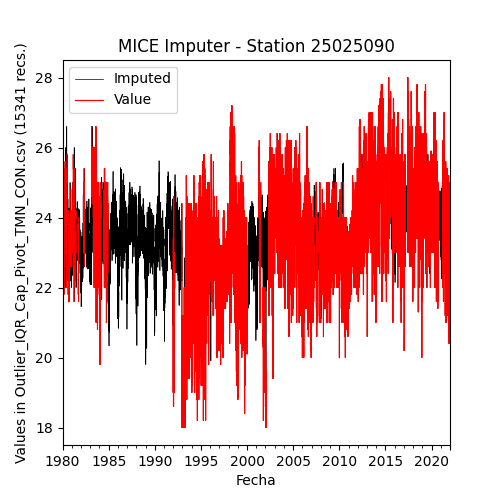 MICE Imputer - Station 25025090
Imputed
Value
Values in Outlier_IQR_Cap_Pivot_TMN_CON.csv (15341 recs.)
28
26
24
22
20
18
1980 1985 1990 1995 2000 2005 2010 2015 2020
Fecha